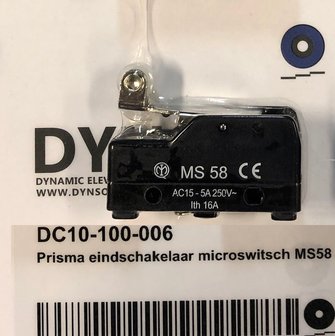 DY
DYNAMIC ELEV
WWW.DYNSO
MS 58 CE
AC15 - 5A 250V~
Ith 16A
DC10-100-006
Prisma eindschakelaar microswitsch MS58